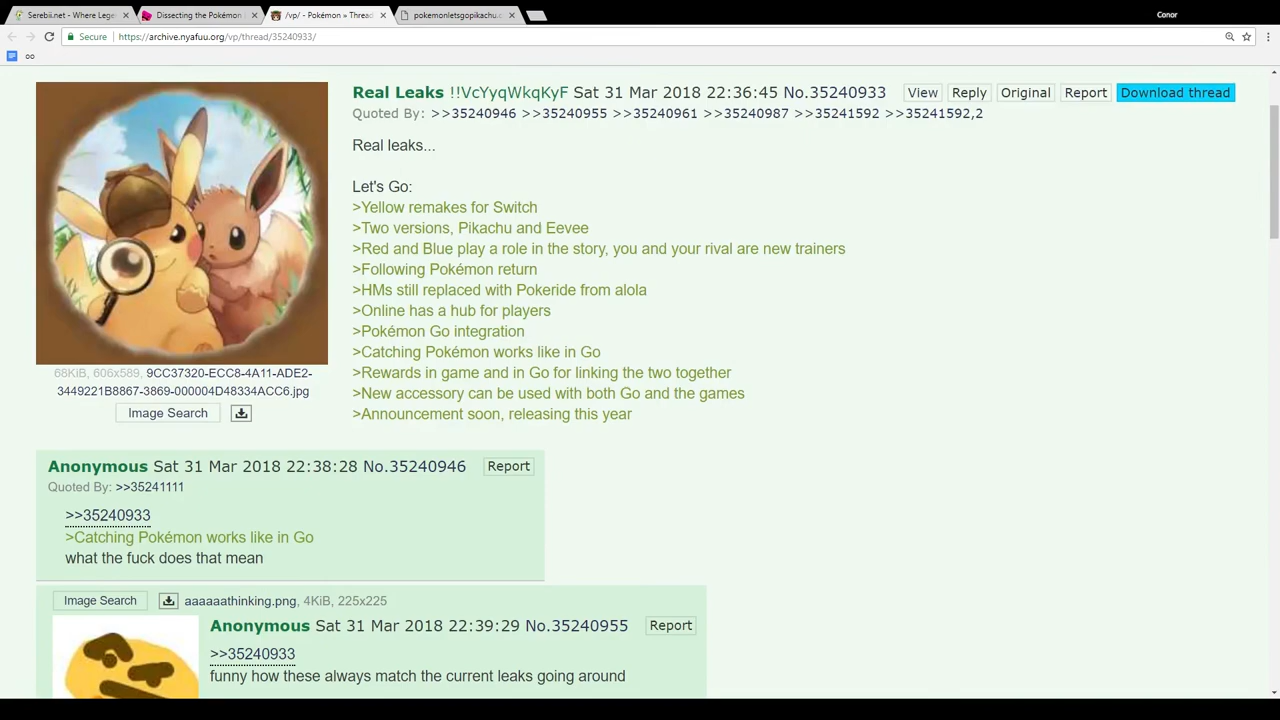 Serebii.net - Where Lege
Dissecting the Pokémon
/vp/ - Pokémon » Thread
pokemonletsgopikachu.c
Conor
Secure
https://archive.nyafuu.org/vp/thread/35240933/
Real Leaks !!VcYyqWkqKyF Sat 31 Mar 2018 22:36:45 No.35240933 View Reply Original Report Download thread
Quoted By: >>35240946 >>35240955 >>35240961 >>35240987 >>35241592 >>35241592,2
Real leaks...
Let's Go:
>Yellow remakes for Switch
>Two versions, Pikachu and Eevee
>Red and Blue play a role in the story, you and your rival are new trainers
>Following Pokémon return
>HMs still replaced with Pokeride from alola
>Online has a hub for players
>Pokémon Go integration
>Catching Pokémon works like in Go
>Rewards in game and in Go for linking the two together
>New accessory can be used with both Go and the games
>Announcement soon, releasing this year
68KiB, 606x589, 9CC37320-ECC8-4A11-ADE2-
3449221B8867-3869-000004D48334ACC6.jpg
Image Search
Anonymous Sat 31 Mar 2018 22:38:28 No.35240946 Report
Quoted By: >>35241111
>>35240933
>Catching Pokémon works like in Go
what the fuck does that mean
Image Search aaaaaathinking.png, 4KiB, 225x225
Anonymous Sat 31 Mar 2018 22:39:29 No.35240955 Report
>>35240933
funny how these always match the current leaks going around